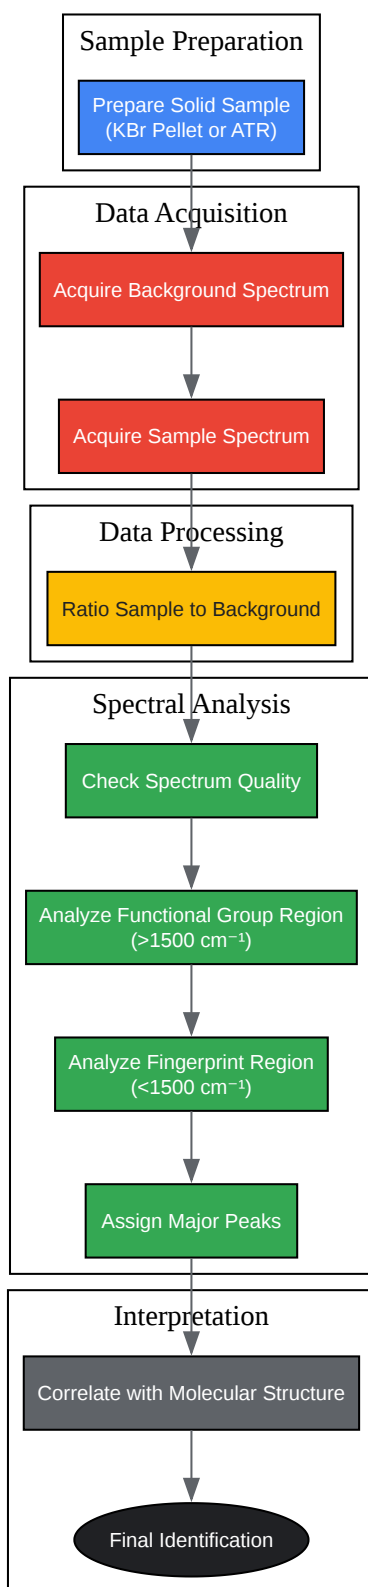 Sample Preparation
Prepare Solid Sample
(KBr Pellet or ATR)
Data Acquisition
Acquire Background Spectrum
Acquire Sample Spectrum
Data Processing
Ratio Sample to Background
Spectral Analysis
Check Spectrum Quality
Analyze Functional Group Region
(>1500 cm⁻¹)
Analyze Fingerprint Region
(<1500 cm⁻¹)
Assign Major Peaks
Interpretation
Correlate with Molecular Structure
Final Identification